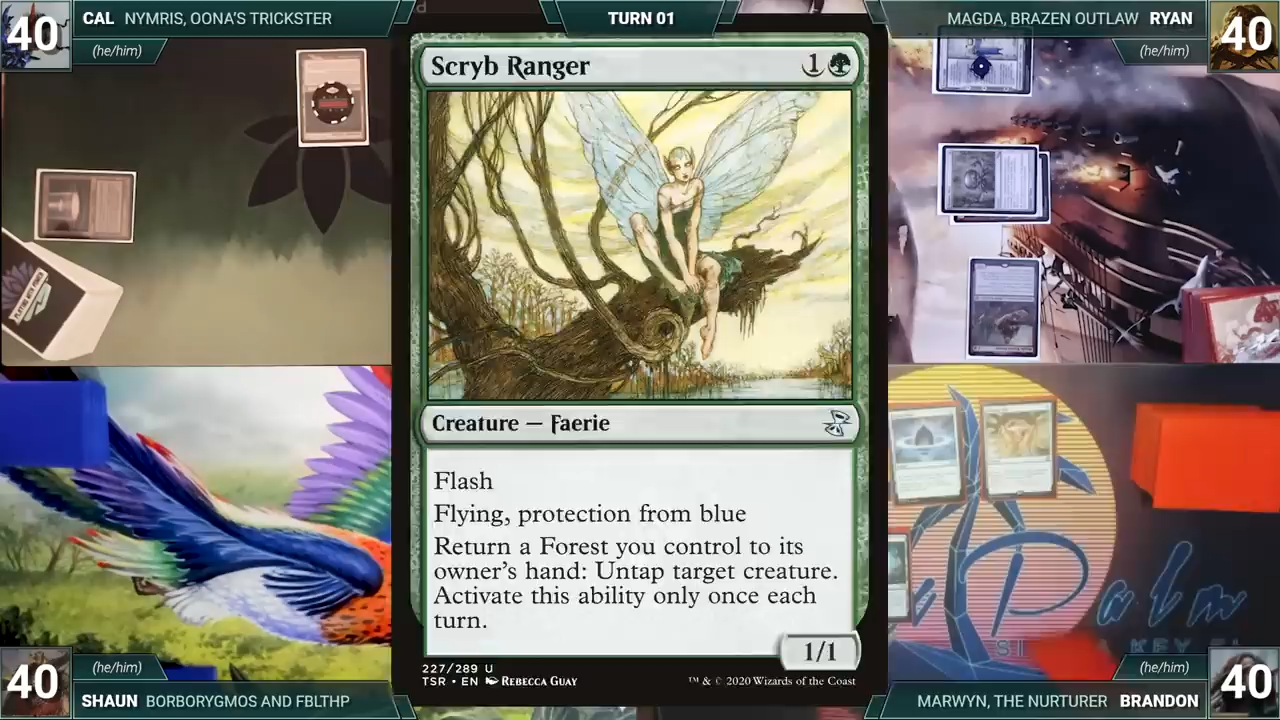 40
CAL NYMRIS, OONA'S TRICKSTER
(he/him)
TURN 01
MAGDA, BRAZEN OUTLAW RYAN
(he/him)
40
Scryb Ranger 1
Creature — Faerie
Flash
Flying, protection from blue
Return a Forest you control to its
owner's hand: Untap target creature.
Activate this ability only once each
turn.
1/1
227/289 U
TSR • EN Rebecca Guay
™ & © 2020 Wizards of the Coast
Palm
40
(he/him)
SHAUN BORBORYGMOS AND FBLTHP
(he/him)
MARWYN, THE NURTURER BRANDON
40